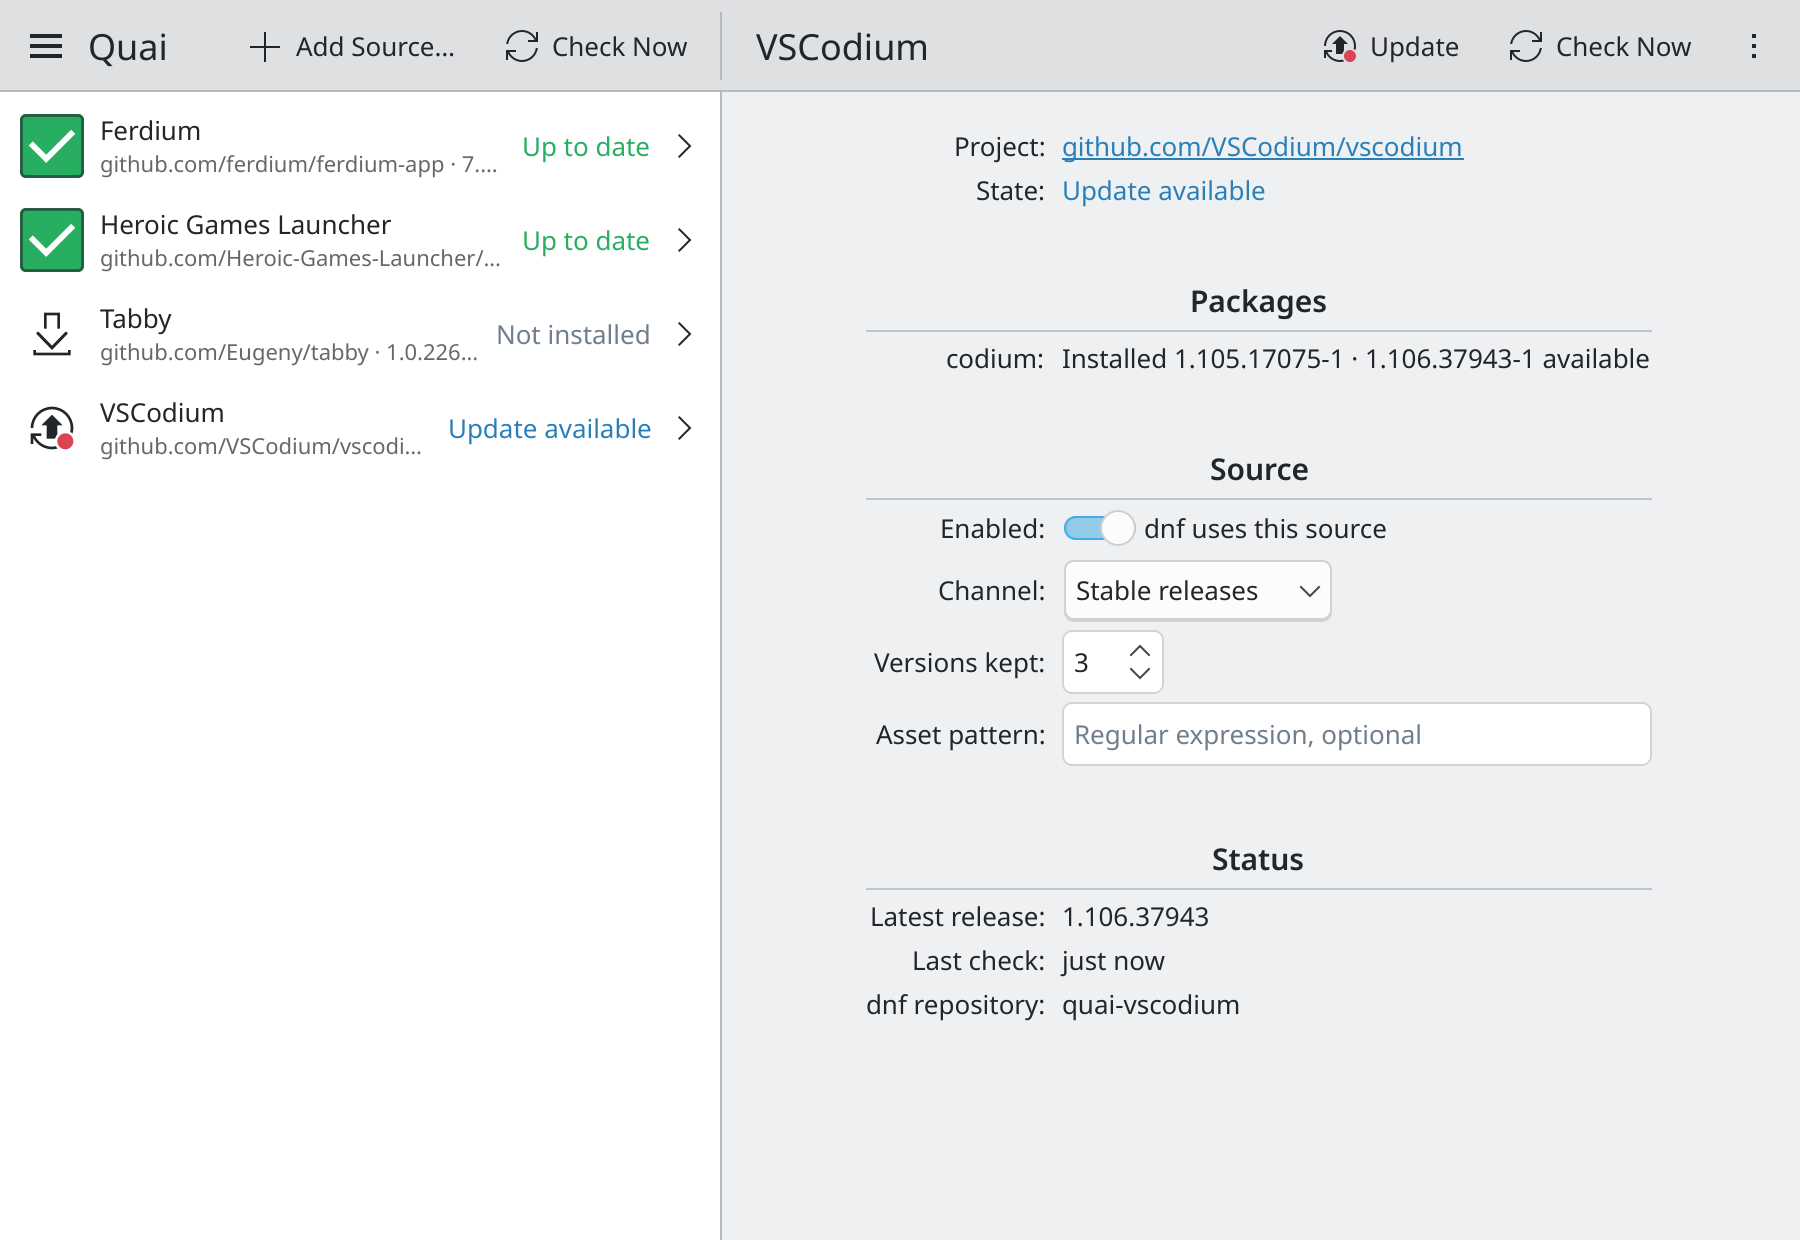 Quai
Add Source...
Check Now
VSCodium
Update
Check Now
Ferdium
github.com/ferdium/ferdium-app · 7....
Up to date
Heroic Games Launcher
github.com/Heroic-Games-Launcher/...
Up to date
Tabby
github.com/Eugeny/tabby · 1.0.226...
Not installed
VSCodium
github.com/VSCodium/vscodi...
Update available
Project: github.com/VSCodium/vscodium
State: Update available
Packages
codium: Installed 1.105.17075-1 · 1.106.37943-1 available
Source
Enabled: dnf uses this source
Channel: Stable releases
Versions kept: 3
Asset pattern: Regular expression, optional
Status
Latest release: 1.106.37943
Last check: just now
dnf repository: quai-vscodium